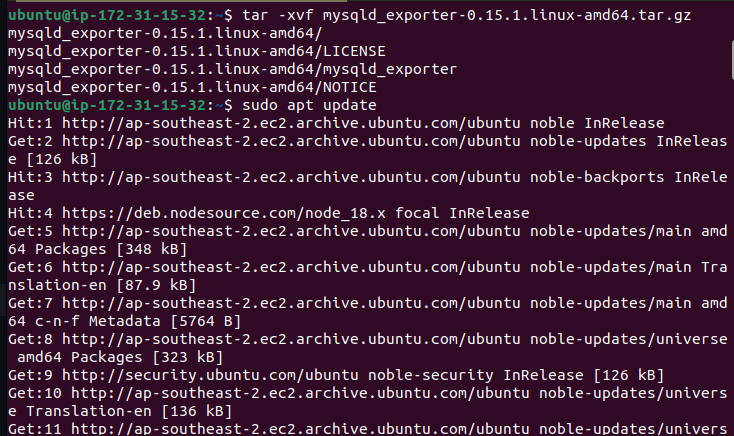 ubuntu@ip-172-31-15-32:~$ tar -xvf mysqld_exporter-0.15.1.linux-amd64.tar.gz
mysqld_exporter-0.15.1.linux-amd64/
mysqld_exporter-0.15.1.linux-amd64/LICENSE
mysqld_exporter-0.15.1.linux-amd64/mysqld_exporter
mysqld_exporter-0.15.1.linux-amd64/NOTICE
ubuntu@ip-172-31-15-32:~$ sudo apt update
Hit:1 http://ap-southeast-2.ec2.archive.ubuntu.com/ubuntu noble InRelease
Get:2 http://ap-southeast-2.ec2.archive.ubuntu.com/ubuntu noble-updates InReleas
e [126 kB]
Hit:3 http://ap-southeast-2.ec2.archive.ubuntu.com/ubuntu noble-backports InRele
ase
Hit:4 https://deb.nodesource.com/node_18.x focal InRelease
Get:5 http://ap-southeast-2.ec2.archive.ubuntu.com/ubuntu noble-updates/main amd
64 Packages [348 kB]
Get:6 http://ap-southeast-2.ec2.archive.ubuntu.com/ubuntu noble-updates/main Tra
nslation-en [87.9 kB]
Get:7 http://ap-southeast-2.ec2.archive.ubuntu.com/ubuntu noble-updates/main amd
64 c-n-f Metadata [5764 B]
Get:8 http://ap-southeast-2.ec2.archive.ubuntu.com/ubuntu noble-updates/universe
 amd64 Packages [323 kB]
Get:9 http://security.ubuntu.com/ubuntu noble-security InRelease [126 kB]
Get:10 http://ap-southeast-2.ec2.archive.ubuntu.com/ubuntu noble-updates/univers
e Translation-en [136 kB]
Get:11 http://ap-southeast-2.ec2.archive.ubuntu.com/ubuntu noble-updates/univers